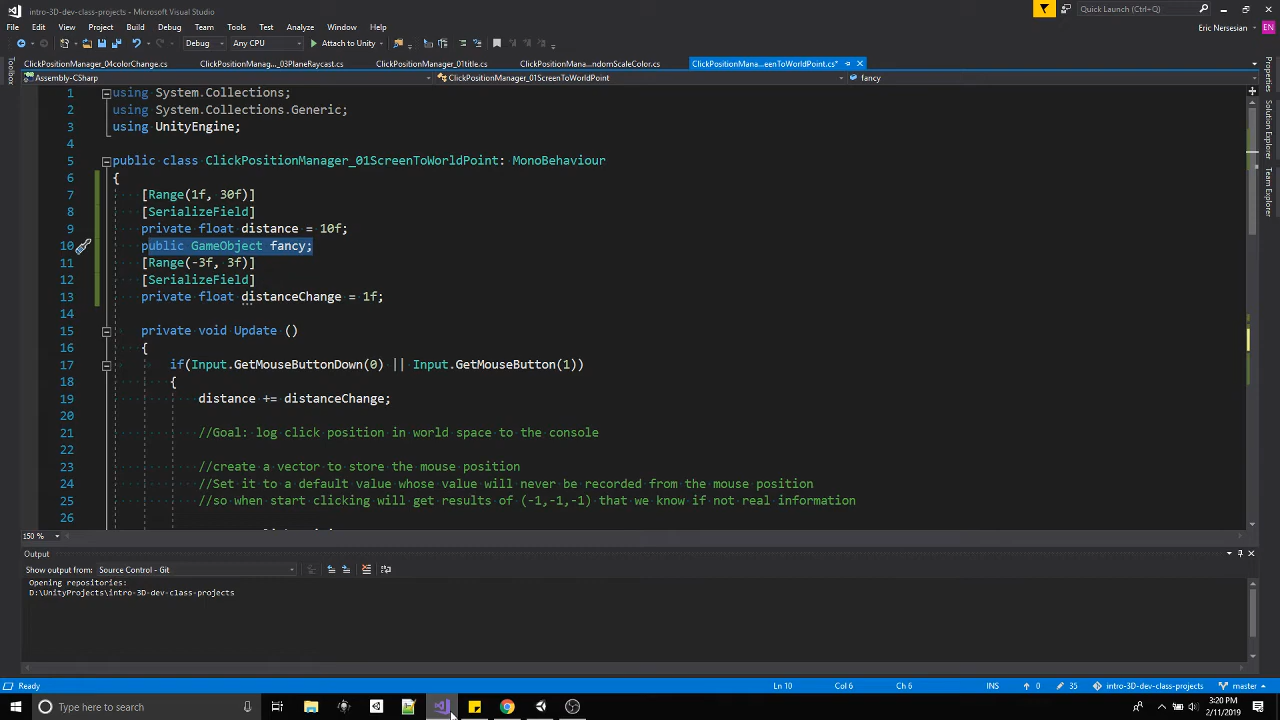 intro-3D-dev-class-projects - Microsoft Visual Studio
Quick Launch (Ctrl+Q)
File Edit View Project Build Debug Team Tools Architecture Test Analyze Window Help
Eric Nersesian EN
Debug Any CPU Attach to Unity
ClickPositionManager_04colorChange.cs ClickPositionMana..._03PlaneRaycast.cs ClickPositionManager_01title.cs ClickPositionMana...ndomScaleColor.cs ClickPositionMana...eenToWorldPoint.cs*
Assembly-CSharp ClickPositionManager_01ScreenToWorldPoint fancy
Toolbox
Properties
Solution Explorer
Team Explorer
1 using System.Collections;
2 using System.Collections.Generic;
3 using UnityEngine;
4
5 public class ClickPositionManager_01ScreenToWorldPoint: MonoBehaviour
6 {
7 [Range(1f, 30f)]
8 [SerializeField]
9 private float distance = 10f;
10 public GameObject fancy;
11 [Range(-3f, 3f)]
12 [SerializeField]
13 private float distanceChange = 1f;
14
15 private void Update ()
16 {
17 if(Input.GetMouseButtonDown(0) || Input.GetMouseButton(1))
18 {
19 distance += distanceChange;
20
21 //Goal: log click position in world space to the console
22
23 //create a vector to store the mouse position
24 //Set it to a default value whose value will never be recorded from the mouse position
25 //so when start clicking will get results of (-1,-1,-1) that we know if not real information
26
150 %
Output
Show output from: Source Control - Git
Opening repositories:
D:\UnityProjects\intro-3D-dev-class-projects
Ready Ln 10 Col 6 Ch 6 INS 0 35 intro-3D-dev-class-projects master
Type here to search
3:20 PM
2/11/2019